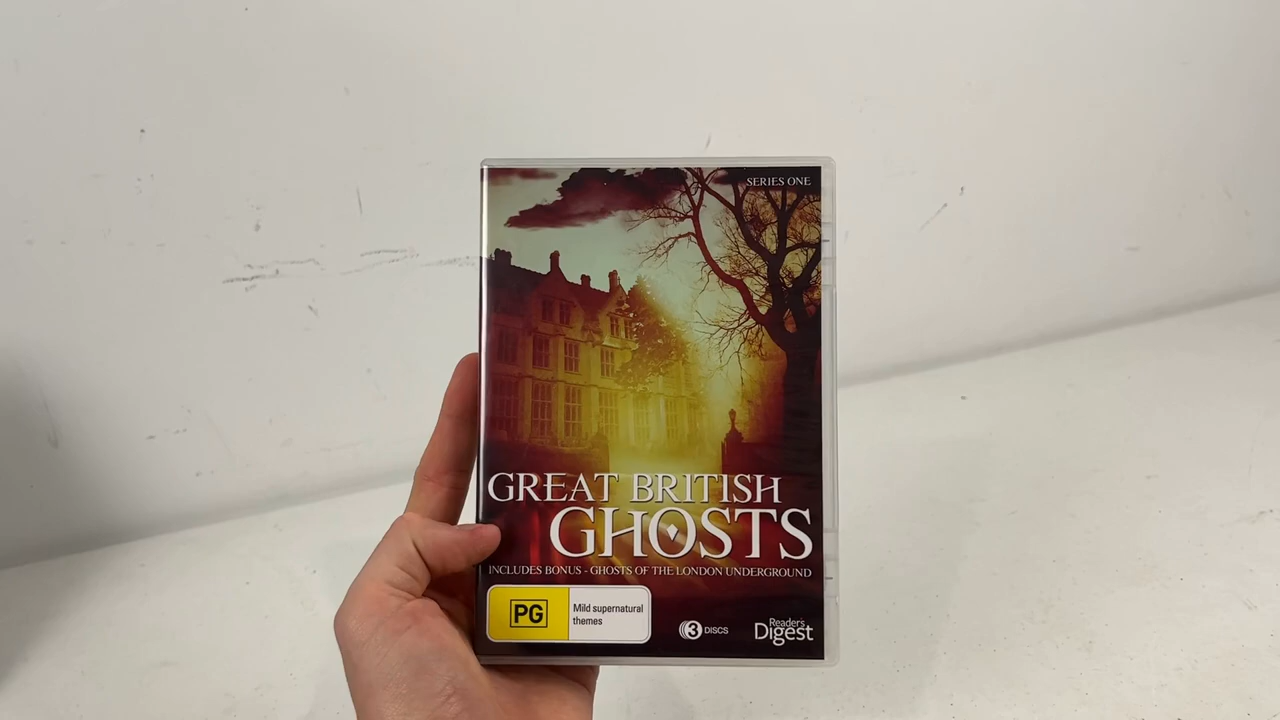 SERIES ONE
GREAT BRITISH
GHOSTS
INCLUDES BONUS - GHOSTS OF THE LONDON UNDERGROUND
PG
Mild supernatural
themes
3 DISCS
Reader's
Digest